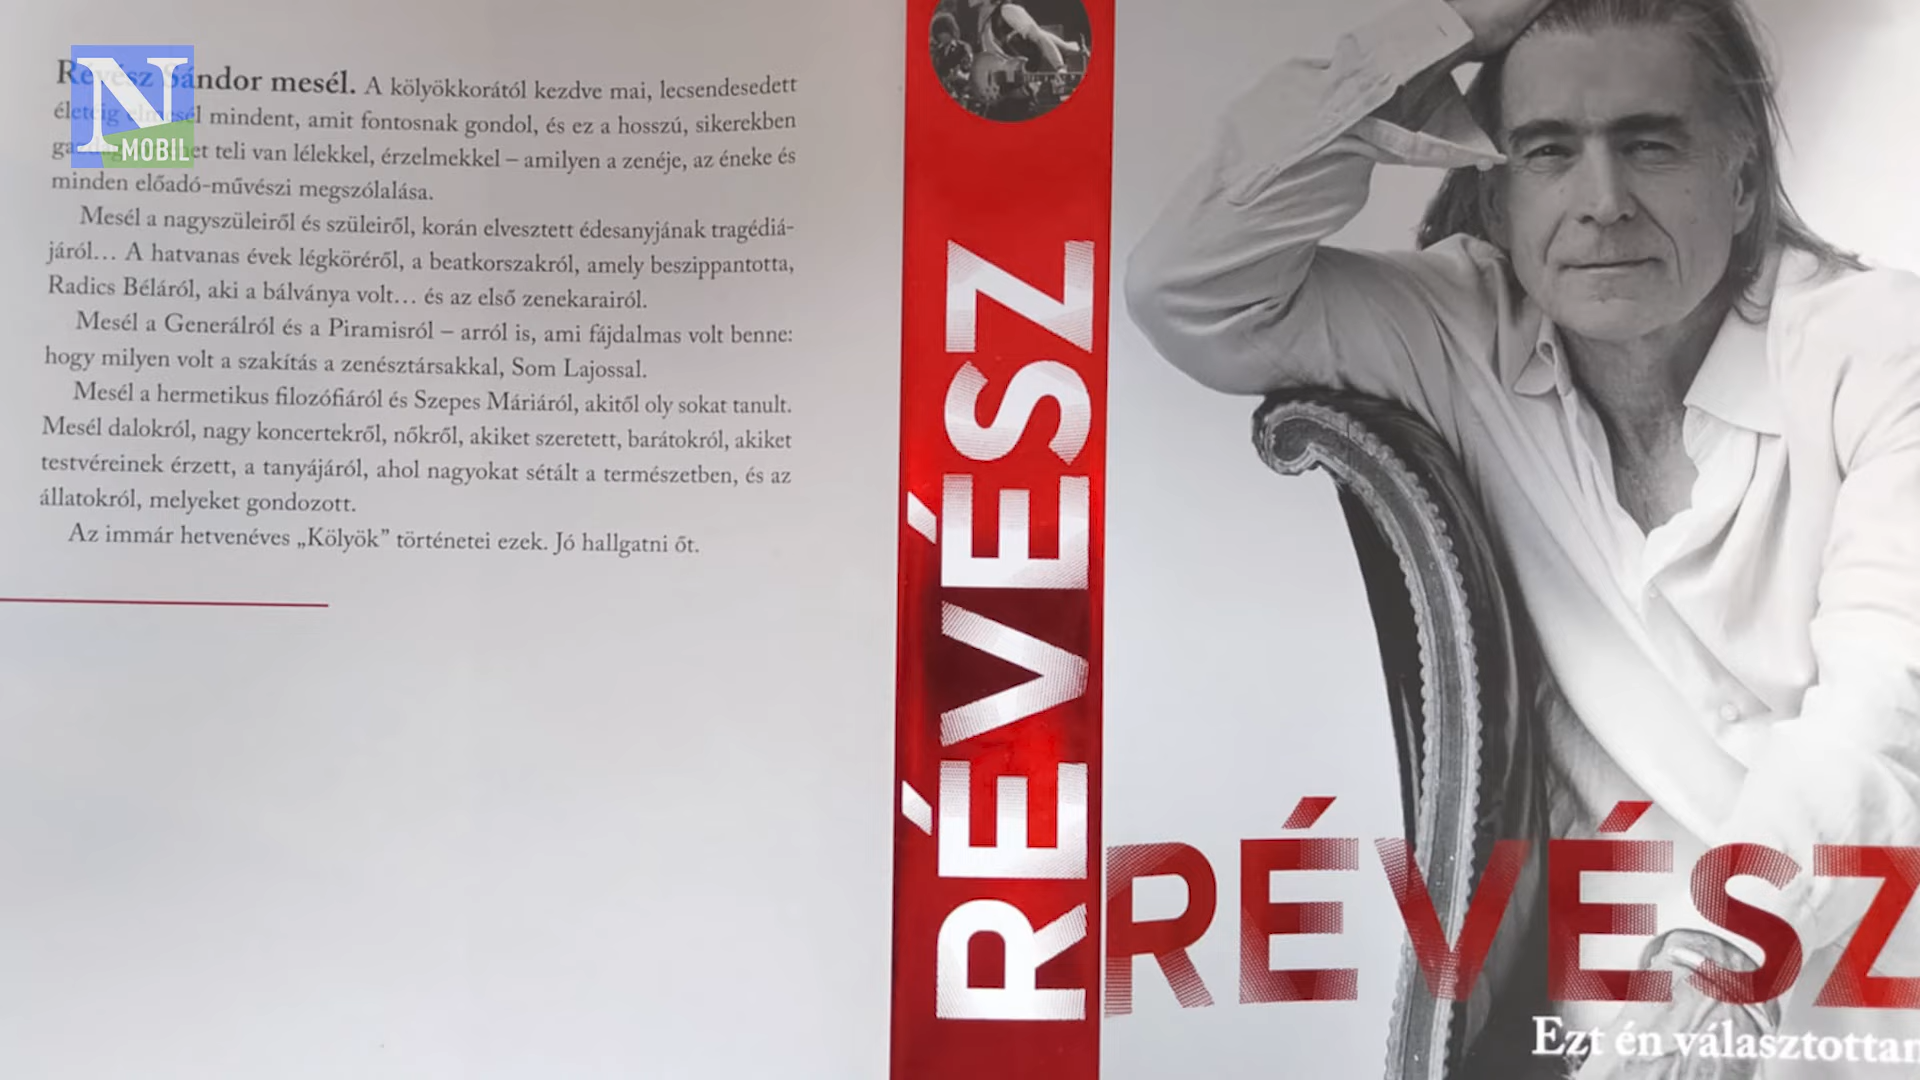 N
MOBIL
Révész Sándor mesél. A kölyökkorától kezdve mai, lecsendesedett
életéig elmesél mindent, amit fontosnak gondol, és ez a hosszú, sikerekben
teli van lélekkel, érzelmekkel – amilyen a zenéje, az éneke és
minden előadó-művészi megszólalása.
Mesél a nagyszüleiről és szüleiről, korán elvesztett édesanyjának tragédiá-
járól… A hatvanas évek légköréről, a beatkorszakról, amely beszippantotta,
Radics Béláról, aki a bálványa volt… és az első zenekarairól.
Mesél a Generálról és a Piramisról – arról is, ami fájdalmas volt benne:
hogy milyen volt a szakítás a zenésztársakkal, Som Lajossal.
Mesél a hermetikus filozófiáról és Szepes Máriáról, akitől oly sokat tanult.
Mesél dalokról, nagy koncertekről, nőkről, akiket szeretett, barátokról, akiket
testvéreinek érzett, a tanyájáról, ahol nagyokat sétált a természetben, és az
állatokról, melyeket gondozott.
Az immár hetvenéves „Kölyök” történetei ezek. Jó hallgatni őt.
RÉVÉSZ
RÉVÉSZ
Ezt én választottam